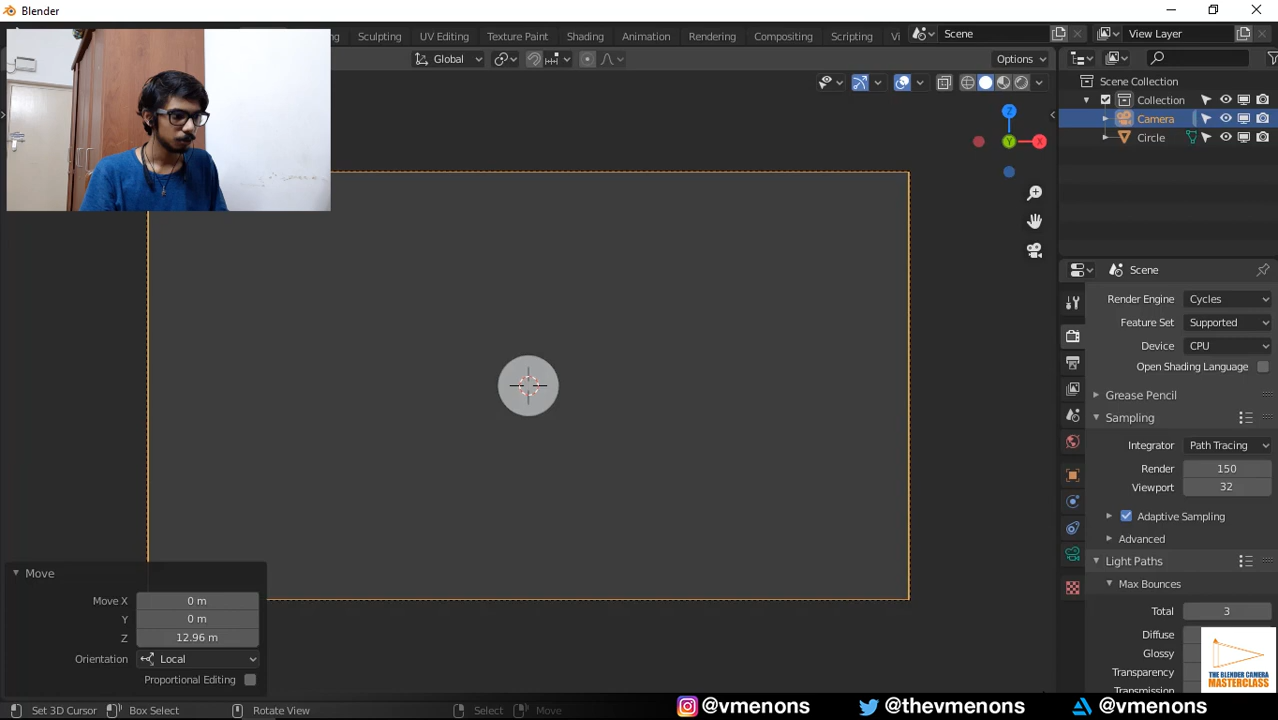 Blender
Sculpting UV Editing Texture Paint Shading Animation Rendering Compositing Scripting Scene View Layer
Global Options
Scene Collection
Collection
Camera
Circle
Z
Y
X
Scene
Render Engine Cycles
Feature Set Supported
Device CPU
Open Shading Language
Grease Pencil
Sampling
Integrator Path Tracing
Render 150
Viewport 32
Adaptive Sampling
Advanced
Light Paths
Max Bounces
Total 3
Diffuse
Glossy
Transparency
Transmission
Move
Move X 0 m
Y 0 m
Z 12.96 m
Orientation Local
Proportional Editing
THE BLENDER CAMERA
MASTERCLASS
Set 3D Cursor Box Select Rotate View Select Move
@vmenons @thevmenons @vmenons